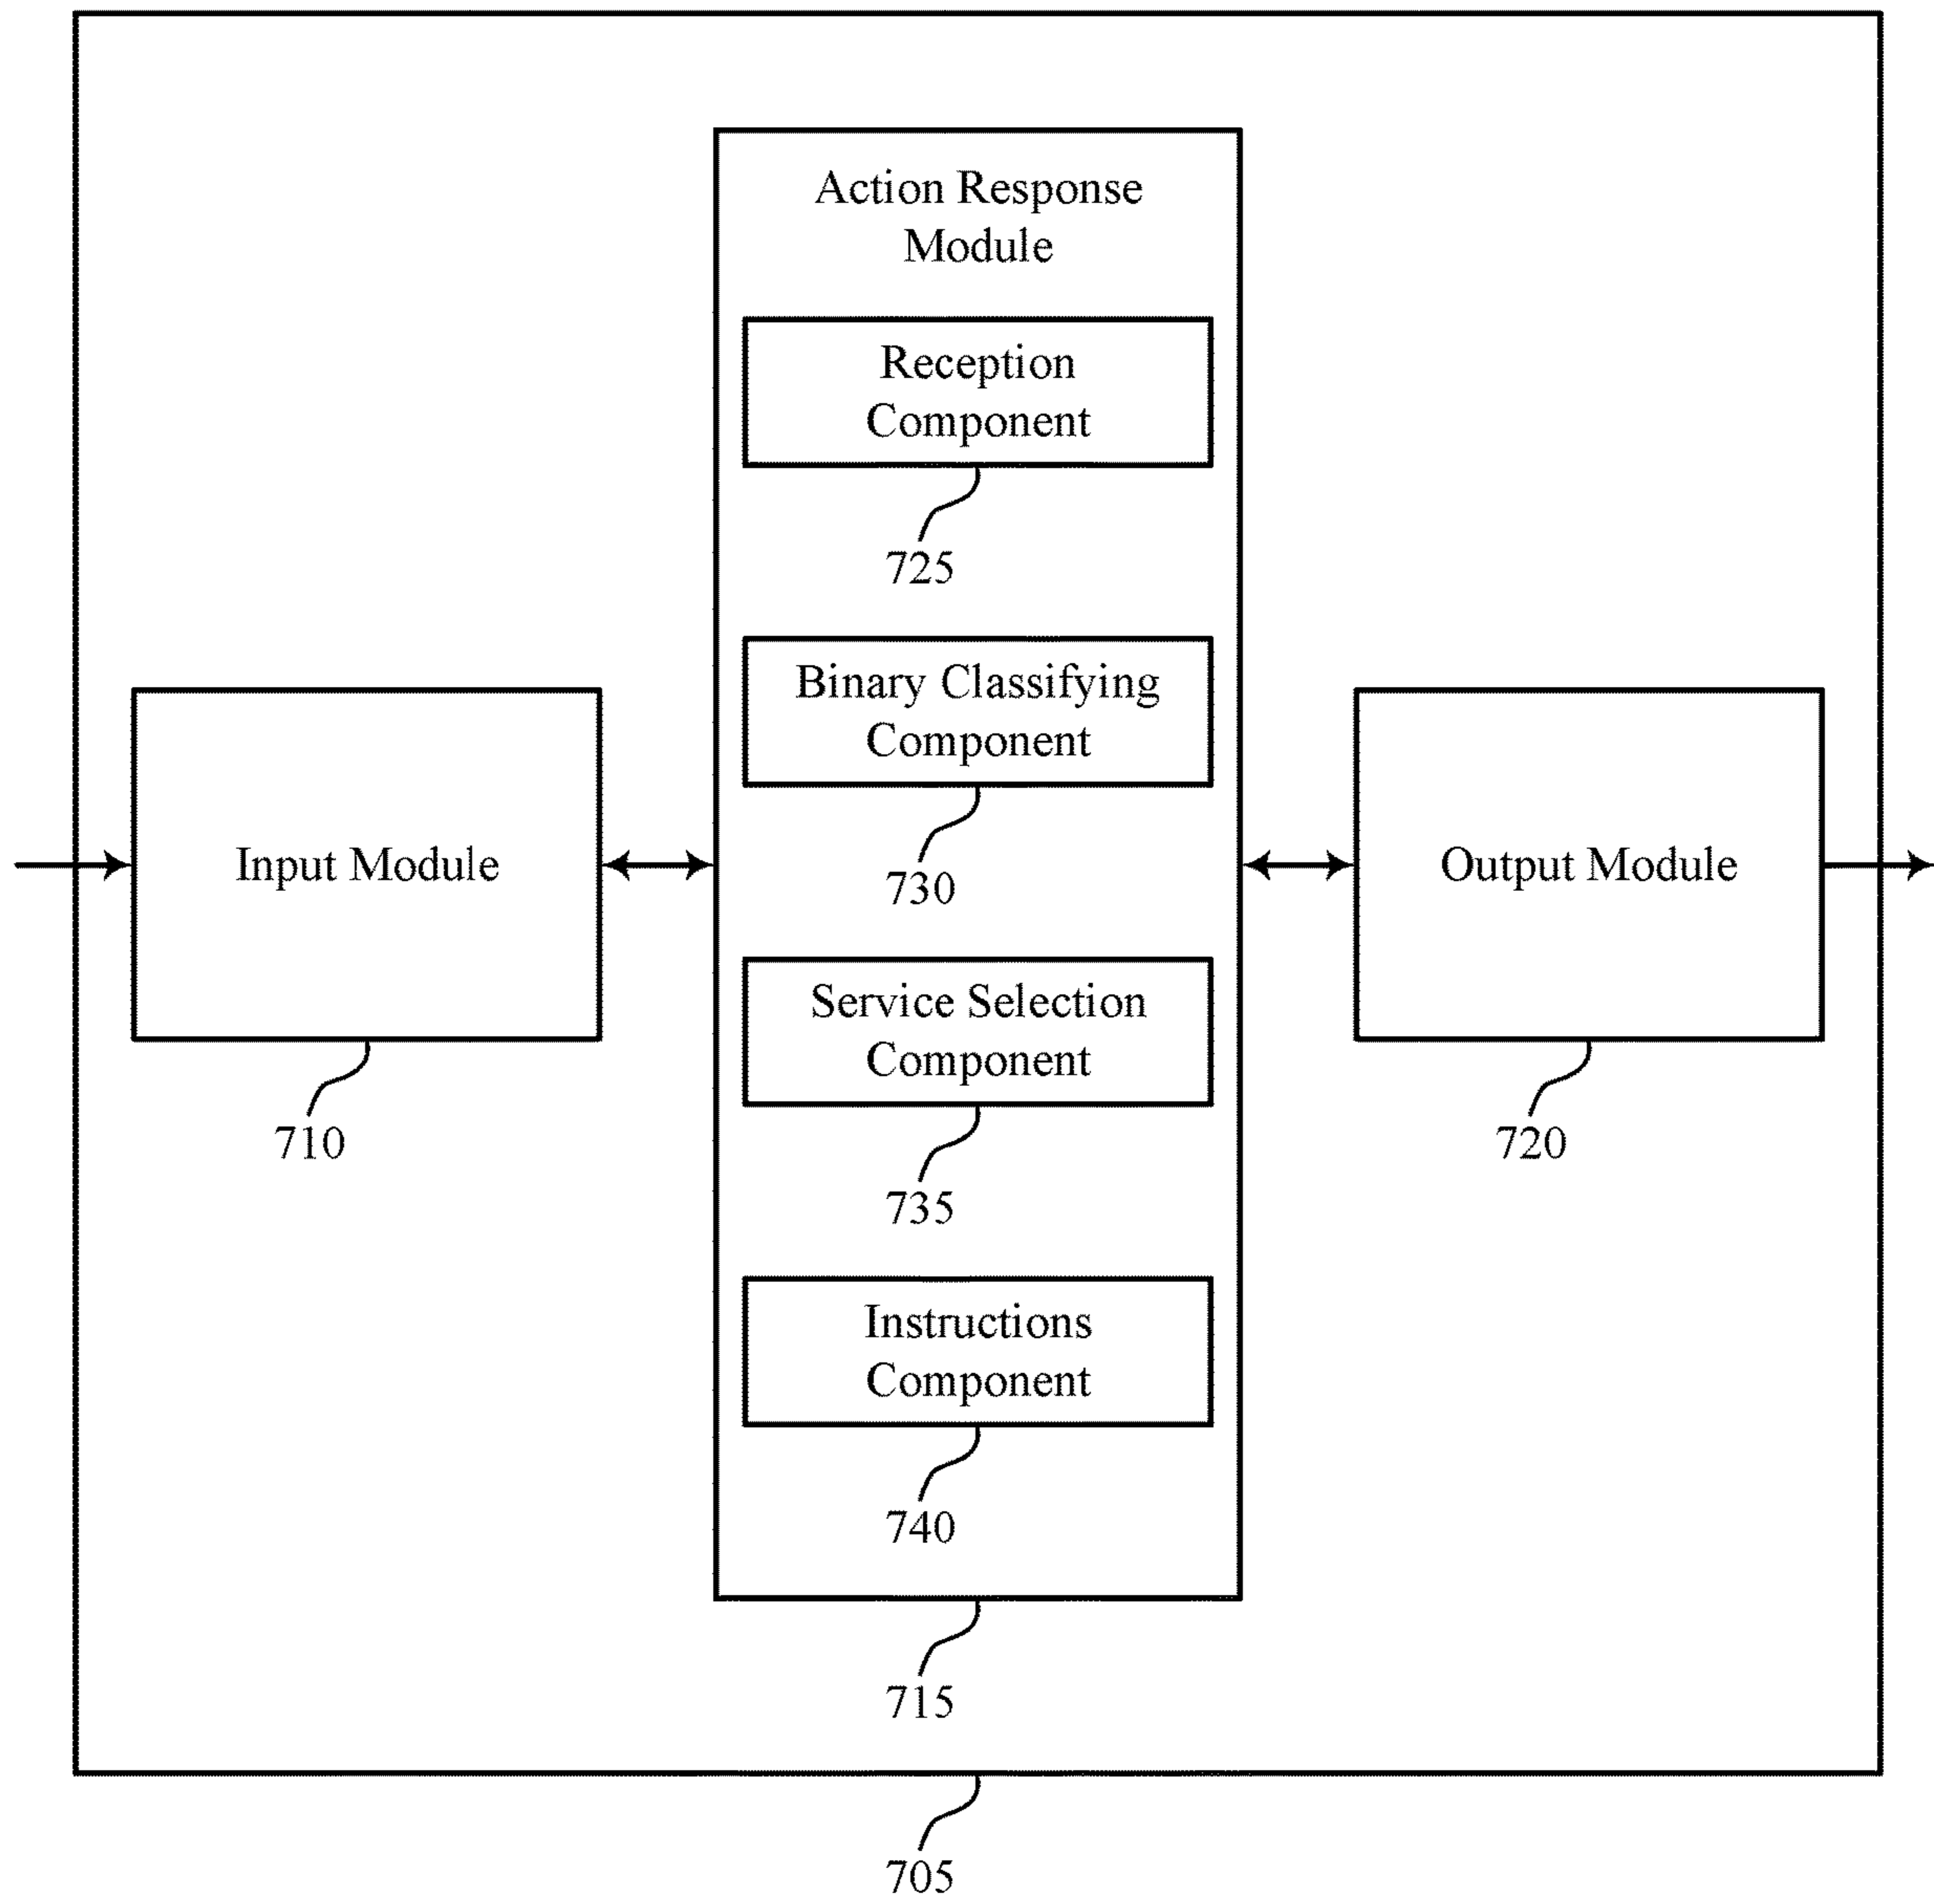 Action Response
Module
Reception
Component
725
Binary Classifying
Component
730
Input Module
710
Output Module
720
Service Selection
Component
735
Instructions
Component
740
715
705